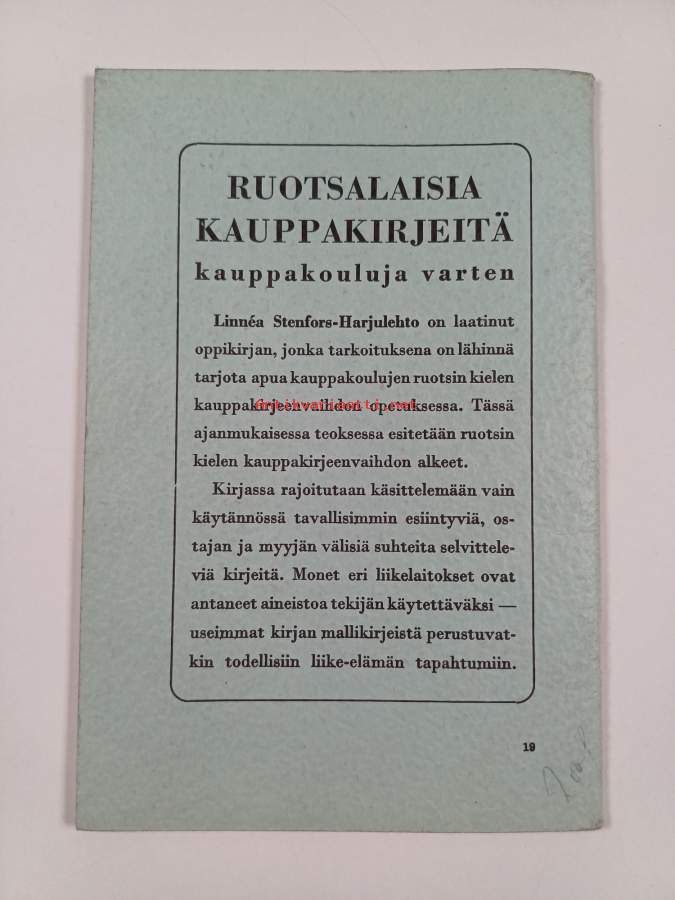 RUOTSALAISIA
KAUPPAKIRJEITÄ
kauppakouluja varten
Linnéa Stenfors-Harjulehto on laatinut
oppikirjan, jonka tarkoituksena on lähinnä
tarjota apua kauppakoulujen ruotsin kielen
kauppakirjeenvaihdon opetuksessa. Tässä
antikvariaatti.net
ajanmukaisessa teoksessa esitetään ruotsin
kielen kauppakirjeenvaihdon alkeet.
Kirjassa rajoitutaan käsittelemään vain
käytännössä tavallisimmin esiintyviä, os-
tajan ja myyjän välisiä suhteita selvittele-
viä kirjeitä. Monet eri liikelaitokset ovat
antaneet aineistoa tekijän käytettäväksi —
useimmat kirjan mallikirjeistä perustuvat-
kin todellisiin liike-elämän tapahtumiin.
19